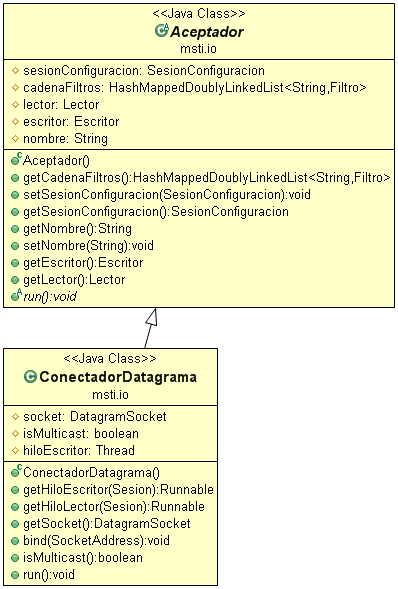 <<Java Class>>
Aceptador
msti.io
sesionConfiguracion: SesionConfiguracion
cadenaFiltros: HashMappedDoublyLinkedList<String,Filtro>
lector: Lector
escritor: Escritor
nombre: String
Aceptador()
getCadenaFiltros():HashMappedDoublyLinkedList<String,Filtro>
setSesionConfiguracion(SesionConfiguracion):void
getSesionConfiguracion():SesionConfiguracion
getNombre():String
setNombre(String):void
getEscritor():Escritor
getLector():Lector
run():void
<<Java Class>>
ConectadorDatagrama
msti.io
socket: DatagramSocket
isMulticast: boolean
hiloEscritor: Thread
ConectadorDatagrama()
getHiloEscritor(Sesion):Runnable
getHiloLector(Sesion):Runnable
getSocket():DatagramSocket
bind(SocketAddress):void
isMulticast():boolean
run():void